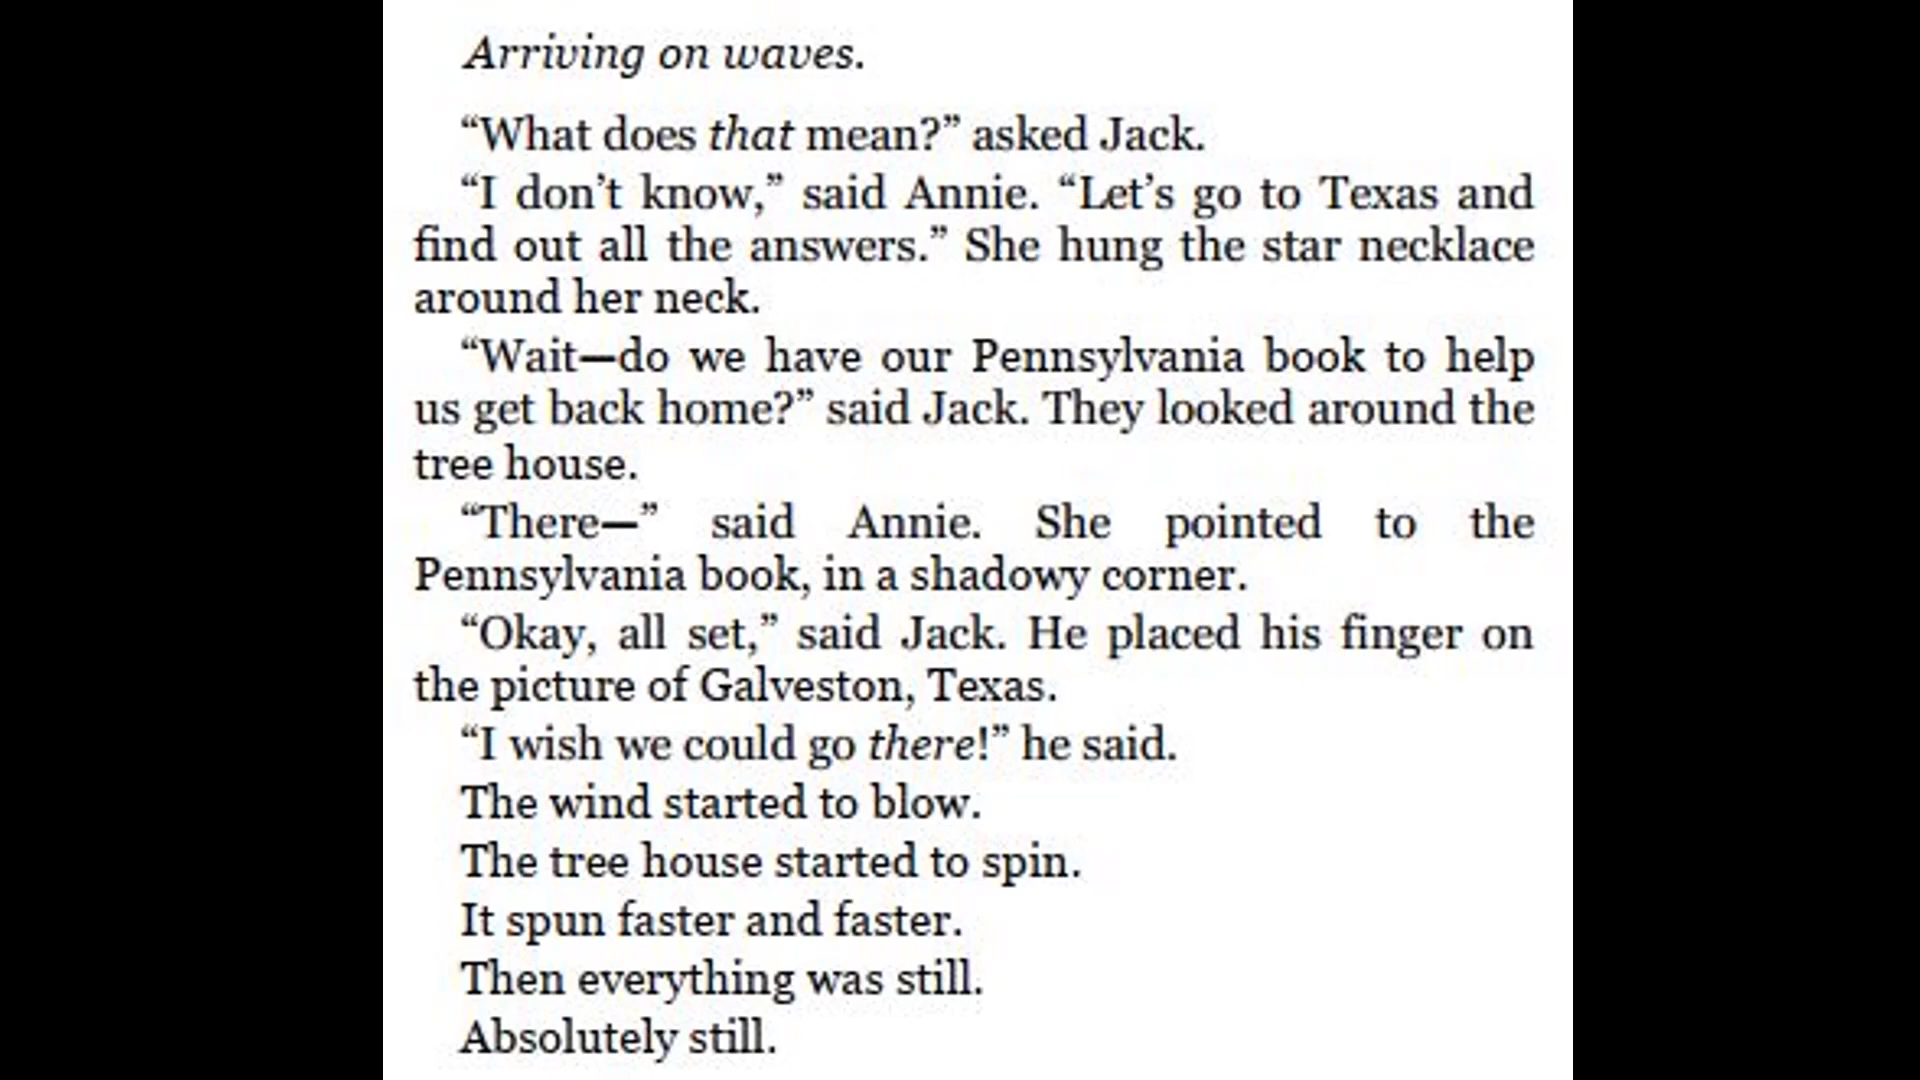 Arriving on waves.
“What does that mean?” asked Jack.
“I don’t know,” said Annie. “Let’s go to Texas and
find out all the answers.” She hung the star necklace
around her neck.
“Wait—do we have our Pennsylvania book to help
us get back home?” said Jack. They looked around the
tree house.
“There—” said Annie. She pointed to the
Pennsylvania book, in a shadowy corner.
“Okay, all set,” said Jack. He placed his finger on
the picture of Galveston, Texas.
“I wish we could go there!” he said.
The wind started to blow.
The tree house started to spin.
It spun faster and faster.
Then everything was still.
Absolutely still.